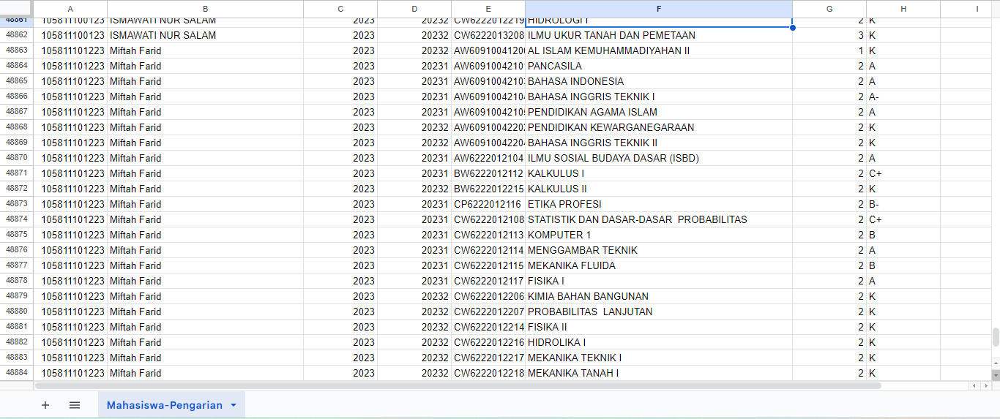 A B C D E F G H I
48861 105811100123 ISMAWATI NUR SALAM 2023 20232 CW6222012219 HIDROLOGI I 2 K
48862 105811100123 ISMAWATI NUR SALAM 2023 20232 CW6222013208 ILMU UKUR TANAH DAN PEMETAAN 3 K
48863 105811101223 Miftah Farid 2023 20232 AW6091004120 AL ISLAM KEMUHAMMADIYAHAN II 1 K
48864 105811101223 Miftah Farid 2023 20231 AW6091004210 PANCASILA 2 A
48865 105811101223 Miftah Farid 2023 20231 AW6091004210 BAHASA INDONESIA 2 A
48866 105811101223 Miftah Farid 2023 20231 AW6091004210 BAHASA INGGRIS TEKNIK I 2 A-
48867 105811101223 Miftah Farid 2023 20231 AW6091004210 PENDIDIKAN AGAMA ISLAM 2 A
48868 105811101223 Miftah Farid 2023 20232 AW6091004220 PENDIDIKAN KEWARGANEGARAAN 2 K
48869 105811101223 Miftah Farid 2023 20232 AW6091004220 BAHASA INGGRIS TEKNIK II 2 K
48870 105811101223 Miftah Farid 2023 20231 AW6222012104 ILMU SOSIAL BUDAYA DASAR (ISBD) 2 A
48871 105811101223 Miftah Farid 2023 20231 BW6222012112 KALKULUS I 2 C+
48872 105811101223 Miftah Farid 2023 20232 BW6222012215 KALKULUS II 2 K
48873 105811101223 Miftah Farid 2023 20231 CP6222012116 ETIKA PROFESI 2 B-
48874 105811101223 Miftah Farid 2023 20231 CW6222012108 STATISTIK DAN DASAR-DASAR  PROBABILITAS 2 C+
48875 105811101223 Miftah Farid 2023 20231 CW6222012113 KOMPUTER 1 2 B
48876 105811101223 Miftah Farid 2023 20231 CW6222012114 MENGGAMBAR TEKNIK 2 A
48877 105811101223 Miftah Farid 2023 20231 CW6222012115 MEKANIKA FLUIDA 2 B
48878 105811101223 Miftah Farid 2023 20231 CW6222012117 FISIKA I 2 A
48879 105811101223 Miftah Farid 2023 20232 CW6222012206 KIMIA BAHAN BANGUNAN 2 K
48880 105811101223 Miftah Farid 2023 20232 CW6222012207 PROBABILITAS  LANJUTAN 2 K
48881 105811101223 Miftah Farid 2023 20232 CW6222012214 FISIKA II 2 K
48882 105811101223 Miftah Farid 2023 20232 CW6222012216 HIDROLIKA I 2 K
48883 105811101223 Miftah Farid 2023 20232 CW6222012217 MEKANIKA TEKNIK I 2 K
48884 105811101223 Miftah Farid 2023 20232 CW6222012218 MEKANIKA TANAH I 2 K
Mahasiswa-Pengarian